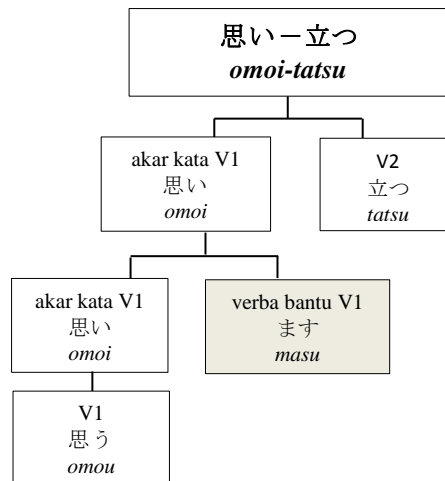 思い－立つ
omoi-tatsu
akar kata V1
思い
omoi
V2
立つ
tatsu
akar kata V1
思い
omoi
verba bantu V1
ます
masu
V1
思う
omou